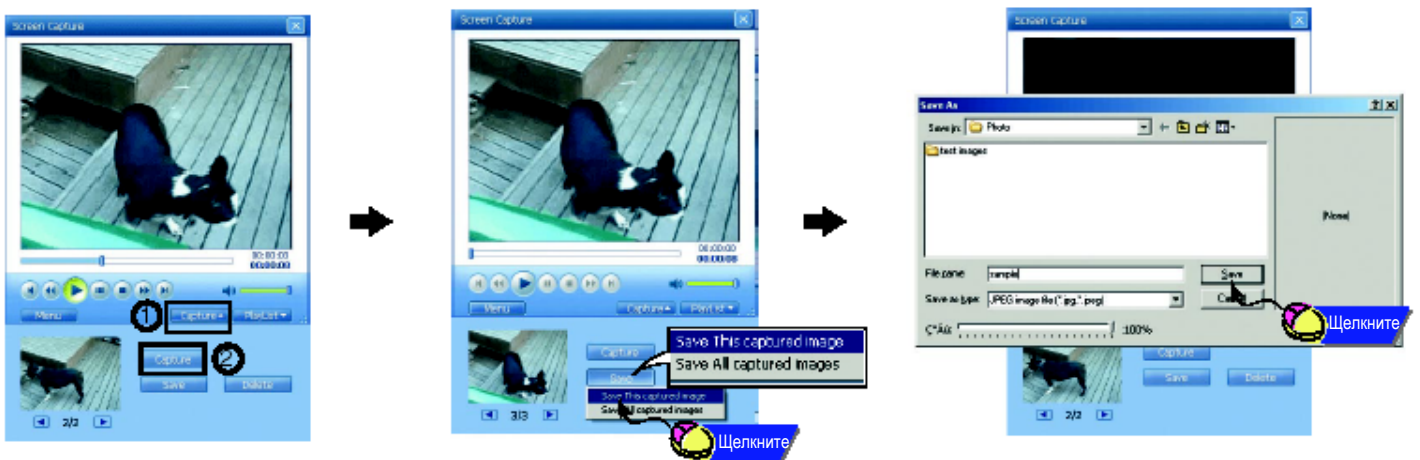 Screen Capture
00:00:03
00:00:08
①
Menu
Capture
PlayList
Capture
②
Save
Delete
2/2
Screen Capture
00:00:00
00:00:08
Menu
Capture
PlayList
Capture
Save This captured image
Save All captured images
Save
Save This captured image
Save All captured images
3/3
Щелкните
Screen Capture
Save As
Save in:
Photo
test images
[None]
File name:
sample
Save
Save as type:
JPEG image file (*.jpg,*.jpeg)
Щелкните
100%
Capture
Save
Delete
2/2